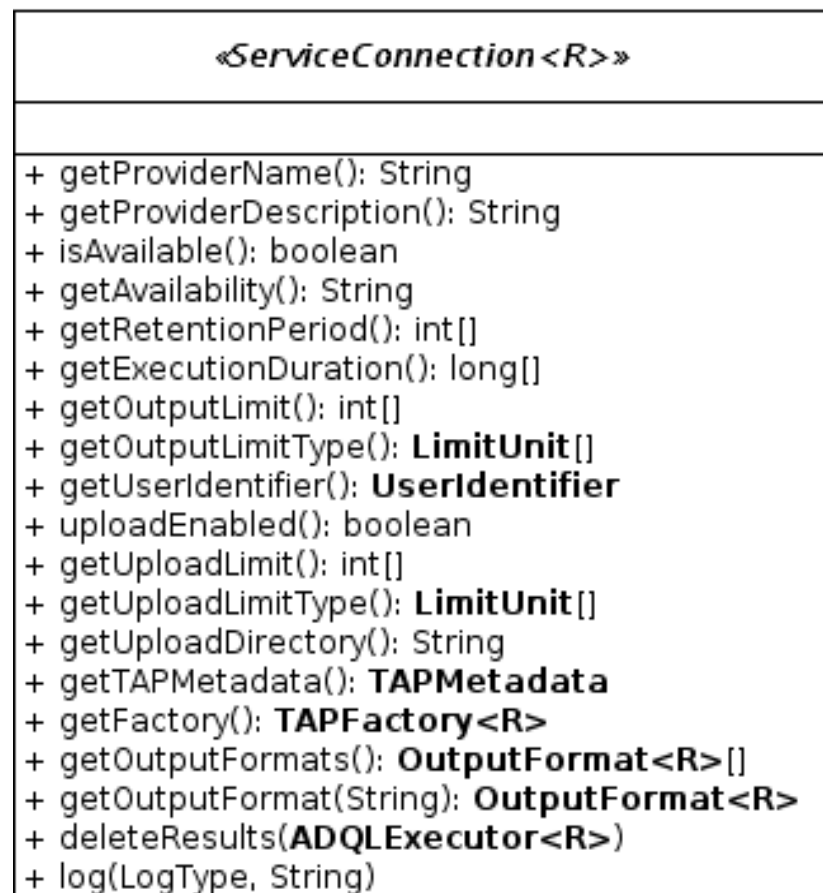 «ServiceConnection<R>»
+ getProviderName(): String
+ getProviderDescription(): String
+ isAvailable(): boolean
+ getAvailability(): String
+ getRetentionPeriod(): int[]
+ getExecutionDuration(): long[]
+ getOutputLimit(): int[]
+ getOutputLimitType(): LimitUnit[]
+ getUserIdentifier(): UserIdentifier
+ uploadEnabled(): boolean
+ getUploadLimit(): int[]
+ getUploadLimitType(): LimitUnit[]
+ getUploadDirectory(): String
+ getTAPMetadata(): TAPMetadata
+ getFactory(): TAPFactory<R>
+ getOutputFormats(): OutputFormat<R>[]
+ getOutputFormat(String): OutputFormat<R>
+ deleteResults(ADQLExecutor<R>)
+ log(LogType, String)